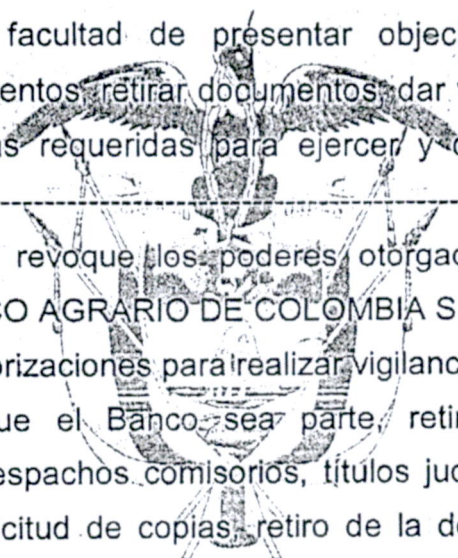 facultad de presentar objec
entos, retirar documentos, dar
as requeridas para ejercer y
revoque los poderes otorgad
O AGRARIO DE COLOMBIA S
orizaciones para realizar vigilanc
ue el Banco sea parte, retir
espachos comisorios, títulos jud
citud de copias, retiro de la de